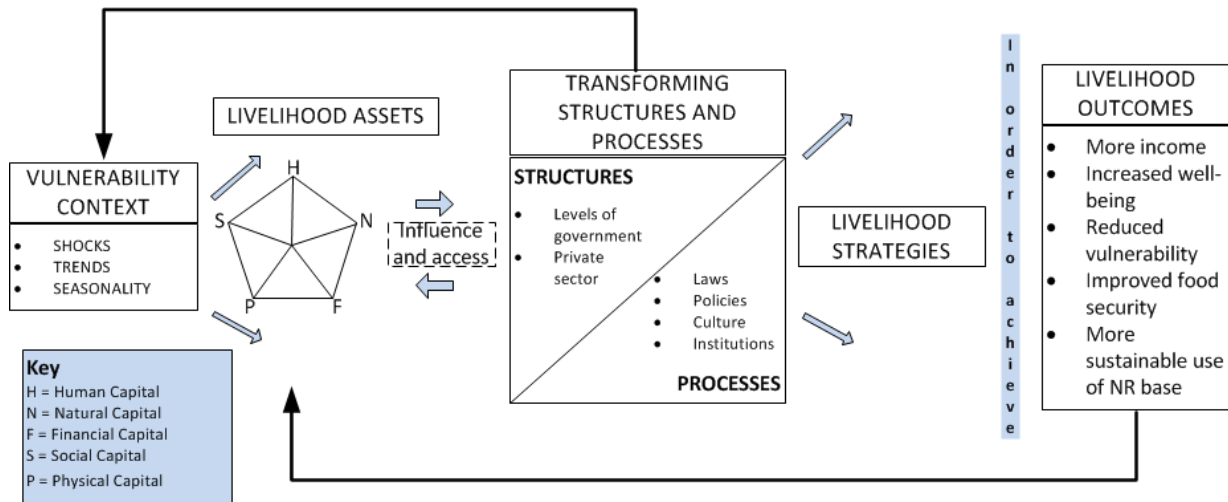 VULNERABILITY
CONTEXT
• SHOCKS
• TRENDS
• SEASONALITY
Key
H = Human Capital
N = Natural Capital
F = Financial Capital
S = Social Capital
P = Physical Capital
LIVELIHOOD ASSETS
H
S
N
P
F
Influence
and access
TRANSFORMING
STRUCTURES AND
PROCESSES
STRUCTURES
• Levels of
government
• Private
sector
• Laws
• Policies
• Culture
• Institutions
PROCESSES
LIVELIHOOD
STRATEGIES
In order to achieve
LIVELIHOOD
OUTCOMES
• More income
• Increased well-
being
• Reduced
vulnerability
• Improved food
security
• More
sustainable use
of NR base